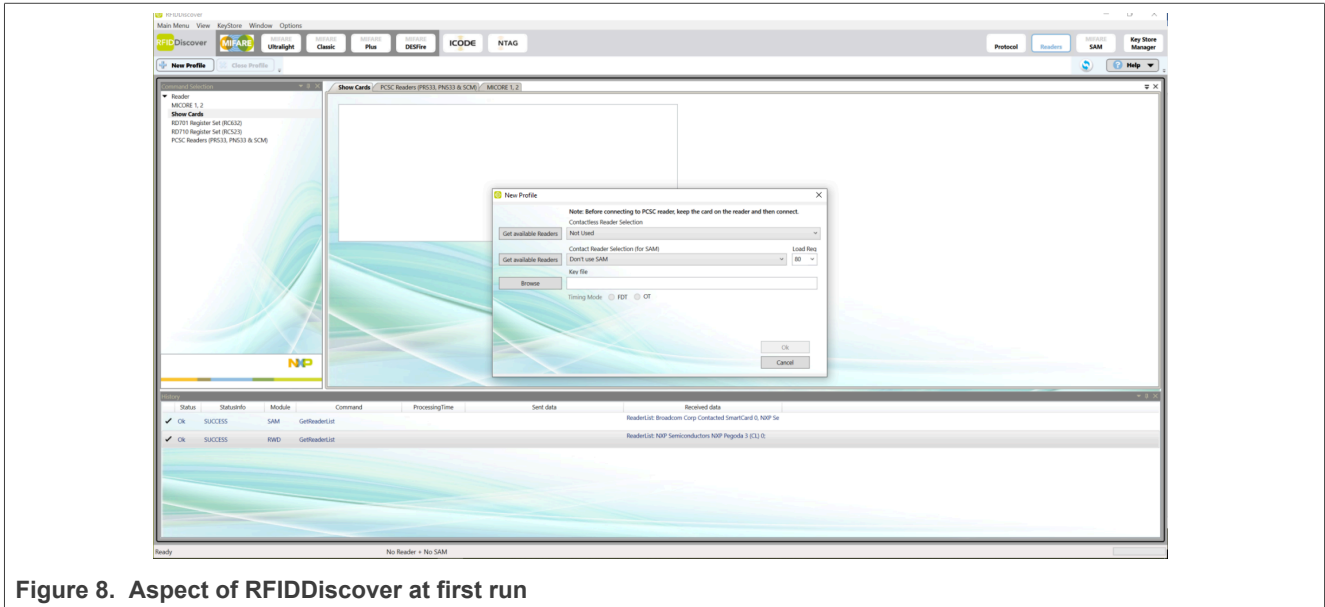 RFIDDiscover
Main Menu View KeyStore Window Options
RFID Discover MIFARE MIFARE Ultralight MIFARE Classic MIFARE Plus MIFARE DESFire ICODE NTAG Protocol Readers MIFARE SAM Key Store Manager
New Profile Close Profile Help
Command Selection
Show Cards PCSC Readers (PR533, PN533 & SCM) MICORE 1, 2
Reader
MICORE 1, 2
Show Cards
RD701 Register Set (RC632)
RD710 Register Set (RC523)
PCSC Readers (PR533, PN533 & SCM)
New Profile
Note: Before connecting to PCSC reader, keep the card on the reader and then connect.
Contactless Reader Selection
Get available Readers Not Used
Contact Reader Selection (for SAM) Load Req
Get available Readers Don't use SAM 80
Key file
Browse
Timing Mode FDT OT
Ok
Cancel
NXP
History
Status StatusInfo Module Command ProcessingTime Sent data Received data
Ok SUCCESS SAM GetReaderList ReaderList: Broadcom Corp Contacted SmartCard 0, NXP Se
Ok SUCCESS RWD GetReaderList ReaderList: NXP Semiconductors NXP Pegoda 3 (CL) 0;
Ready No Reader + No SAM
Figure 8. Aspect of RFIDDiscover at first run